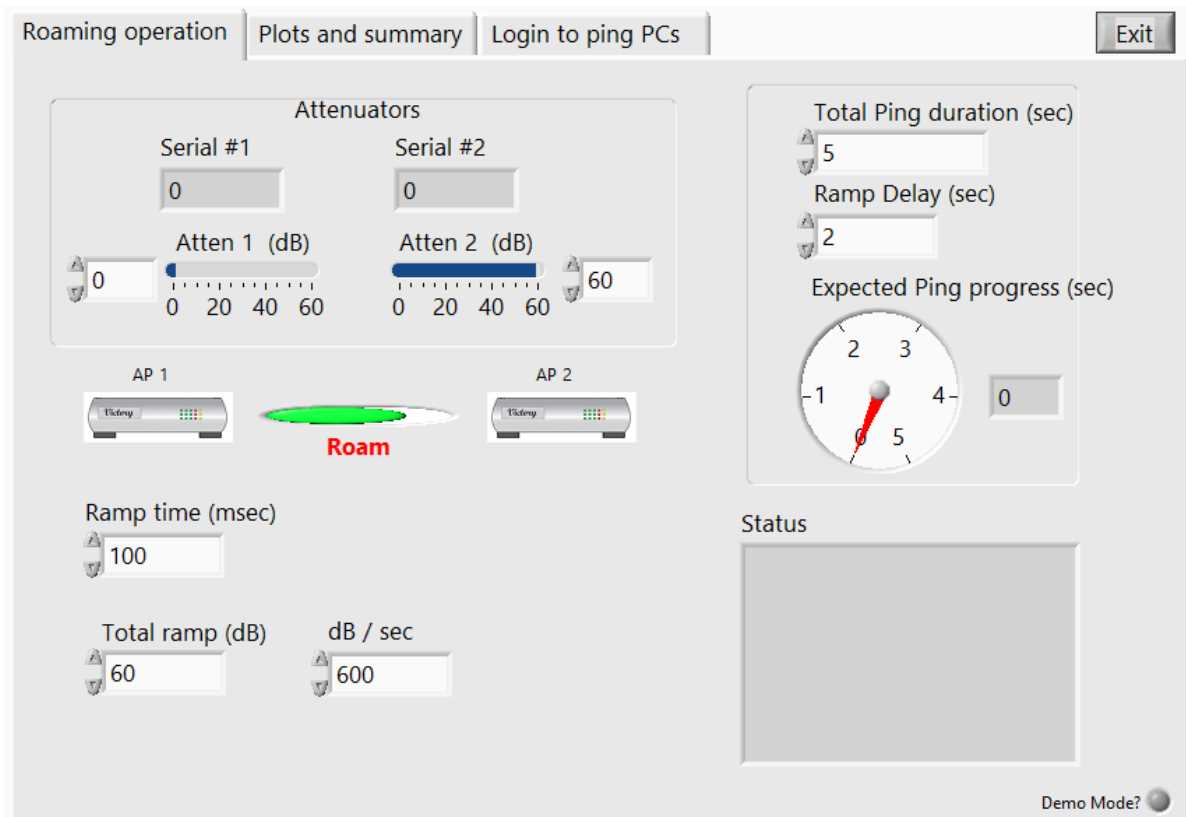 Roaming operation
Plots and summary
Login to ping PCs
Exit
Attenuators
Serial #1
Serial #2
0
0
Atten 1 (dB)
Atten 2 (dB)
0
0 20 40 60
0 20 40 60
60
AP 1
AP 2
Victory
Victory
Roam
Ramp time (msec)
100
Total ramp (dB)
dB / sec
60
600
Total Ping duration (sec)
5
Ramp Delay (sec)
2
Expected Ping progress (sec)
2 3
1 4
0 5
0
Status
Demo Mode?